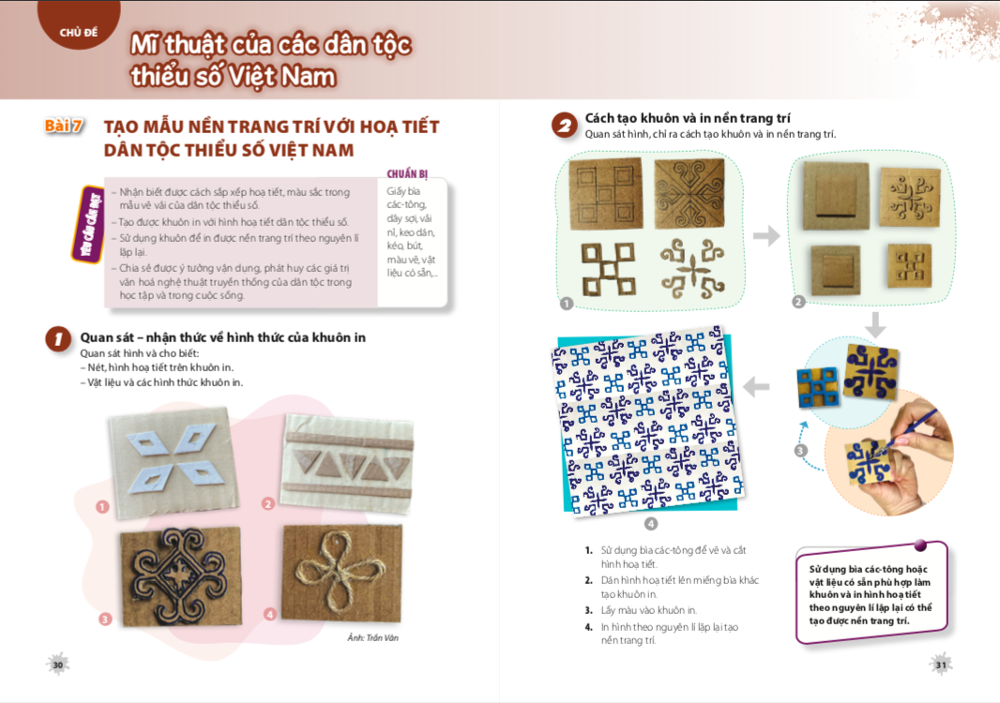 CHỦ ĐỀ
Mĩ thuật của các dân tộc
thiểu số Việt Nam
Bài 7
TẠO MẪU NỀN TRANG TRÍ VỚI HOẠ TIẾT
DÂN TỘC THIỂU SỐ VIỆT NAM
YÊU CẦU CẦN ĐẠT
– Nhận biết được cách sắp xếp hoạ tiết, màu sắc trong
mẫu vẽ vải của dân tộc thiểu số.
– Tạo được khuôn in với hình hoạ tiết dân tộc thiểu số.
– Sử dụng khuôn để in được nền trang trí theo nguyên lí
lặp lại.
– Chia sẻ được ý tưởng vận dụng, phát huy các giá trị
văn hoá nghệ thuật truyền thống của dân tộc trong
học tập và trong cuộc sống.
CHUẨN BỊ
Giấy bìa
các-tông,
dây sợi, vải
nỉ, keo dán,
kéo, bút,
màu vẽ, vật
liệu có sẵn,...
1
Quan sát – nhận thức về hình thức của khuôn in
Quan sát hình và cho biết:
– Nét, hình hoạ tiết trên khuôn in.
– Vật liệu và các hình thức khuôn in.
1
2
3
4
Ảnh: Trần Vân
30
2
Cách tạo khuôn và in nền trang trí
Quan sát hình, chỉ ra cách tạo khuôn và in nền trang trí.
1
2
3
4
1. Sử dụng bìa các-tông để vẽ và cắt
hình hoạ tiết.
2. Dán hình hoạ tiết lên miếng bìa khác
tạo khuôn in.
3. Lấy màu vào khuôn in.
4. In hình theo nguyên lí lặp lại tạo
nền trang trí.
Sử dụng bìa các-tông hoặc
vật liệu có sẵn phù hợp làm
khuôn và in hình hoạ tiết
theo nguyên lí lặp lại có thể
tạo được nền trang trí.
31